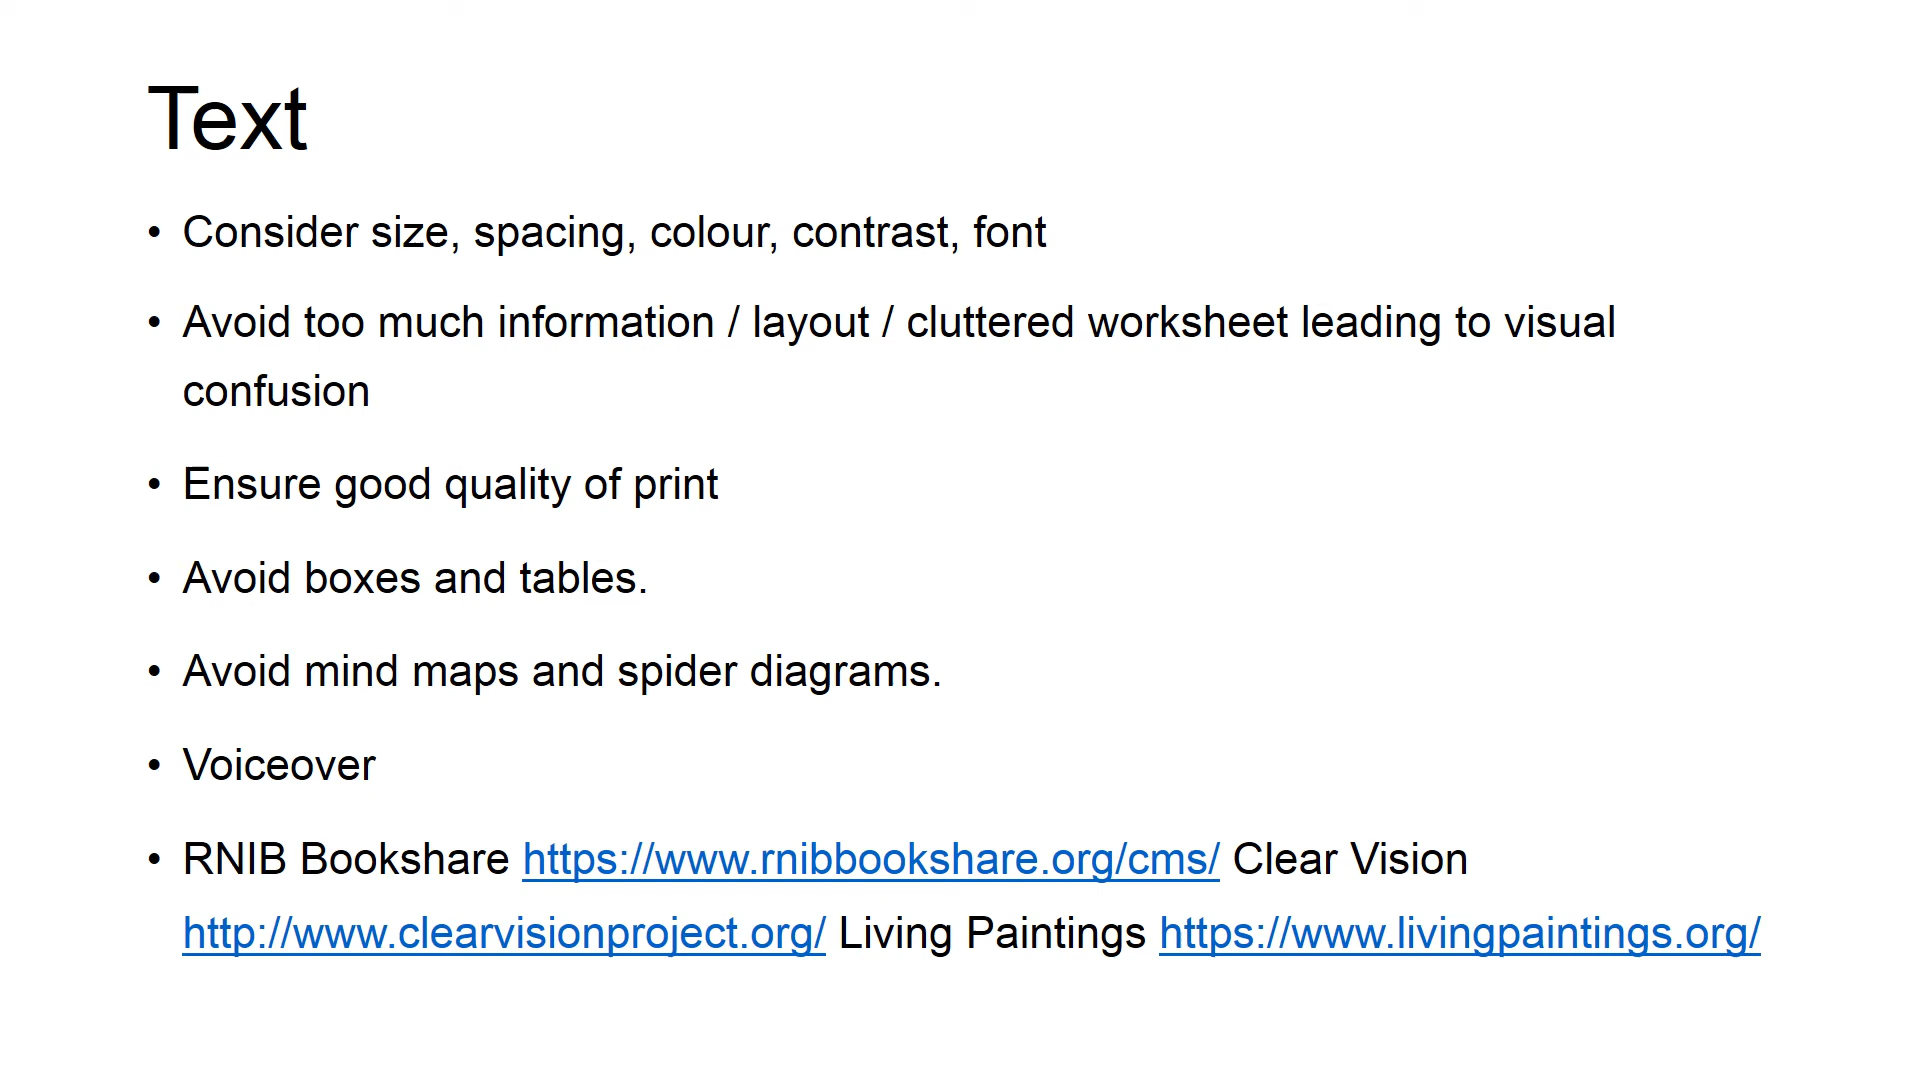 Text
• Consider size, spacing, colour, contrast, font
• Avoid too much information / layout / cluttered worksheet leading to visual
confusion
• Ensure good quality of print
• Avoid boxes and tables.
• Avoid mind maps and spider diagrams.
• Voiceover
• RNIB Bookshare https://www.rnibbookshare.org/cms/ Clear Vision
http://www.clearvisionproject.org/ Living Paintings https://www.livingpaintings.org/